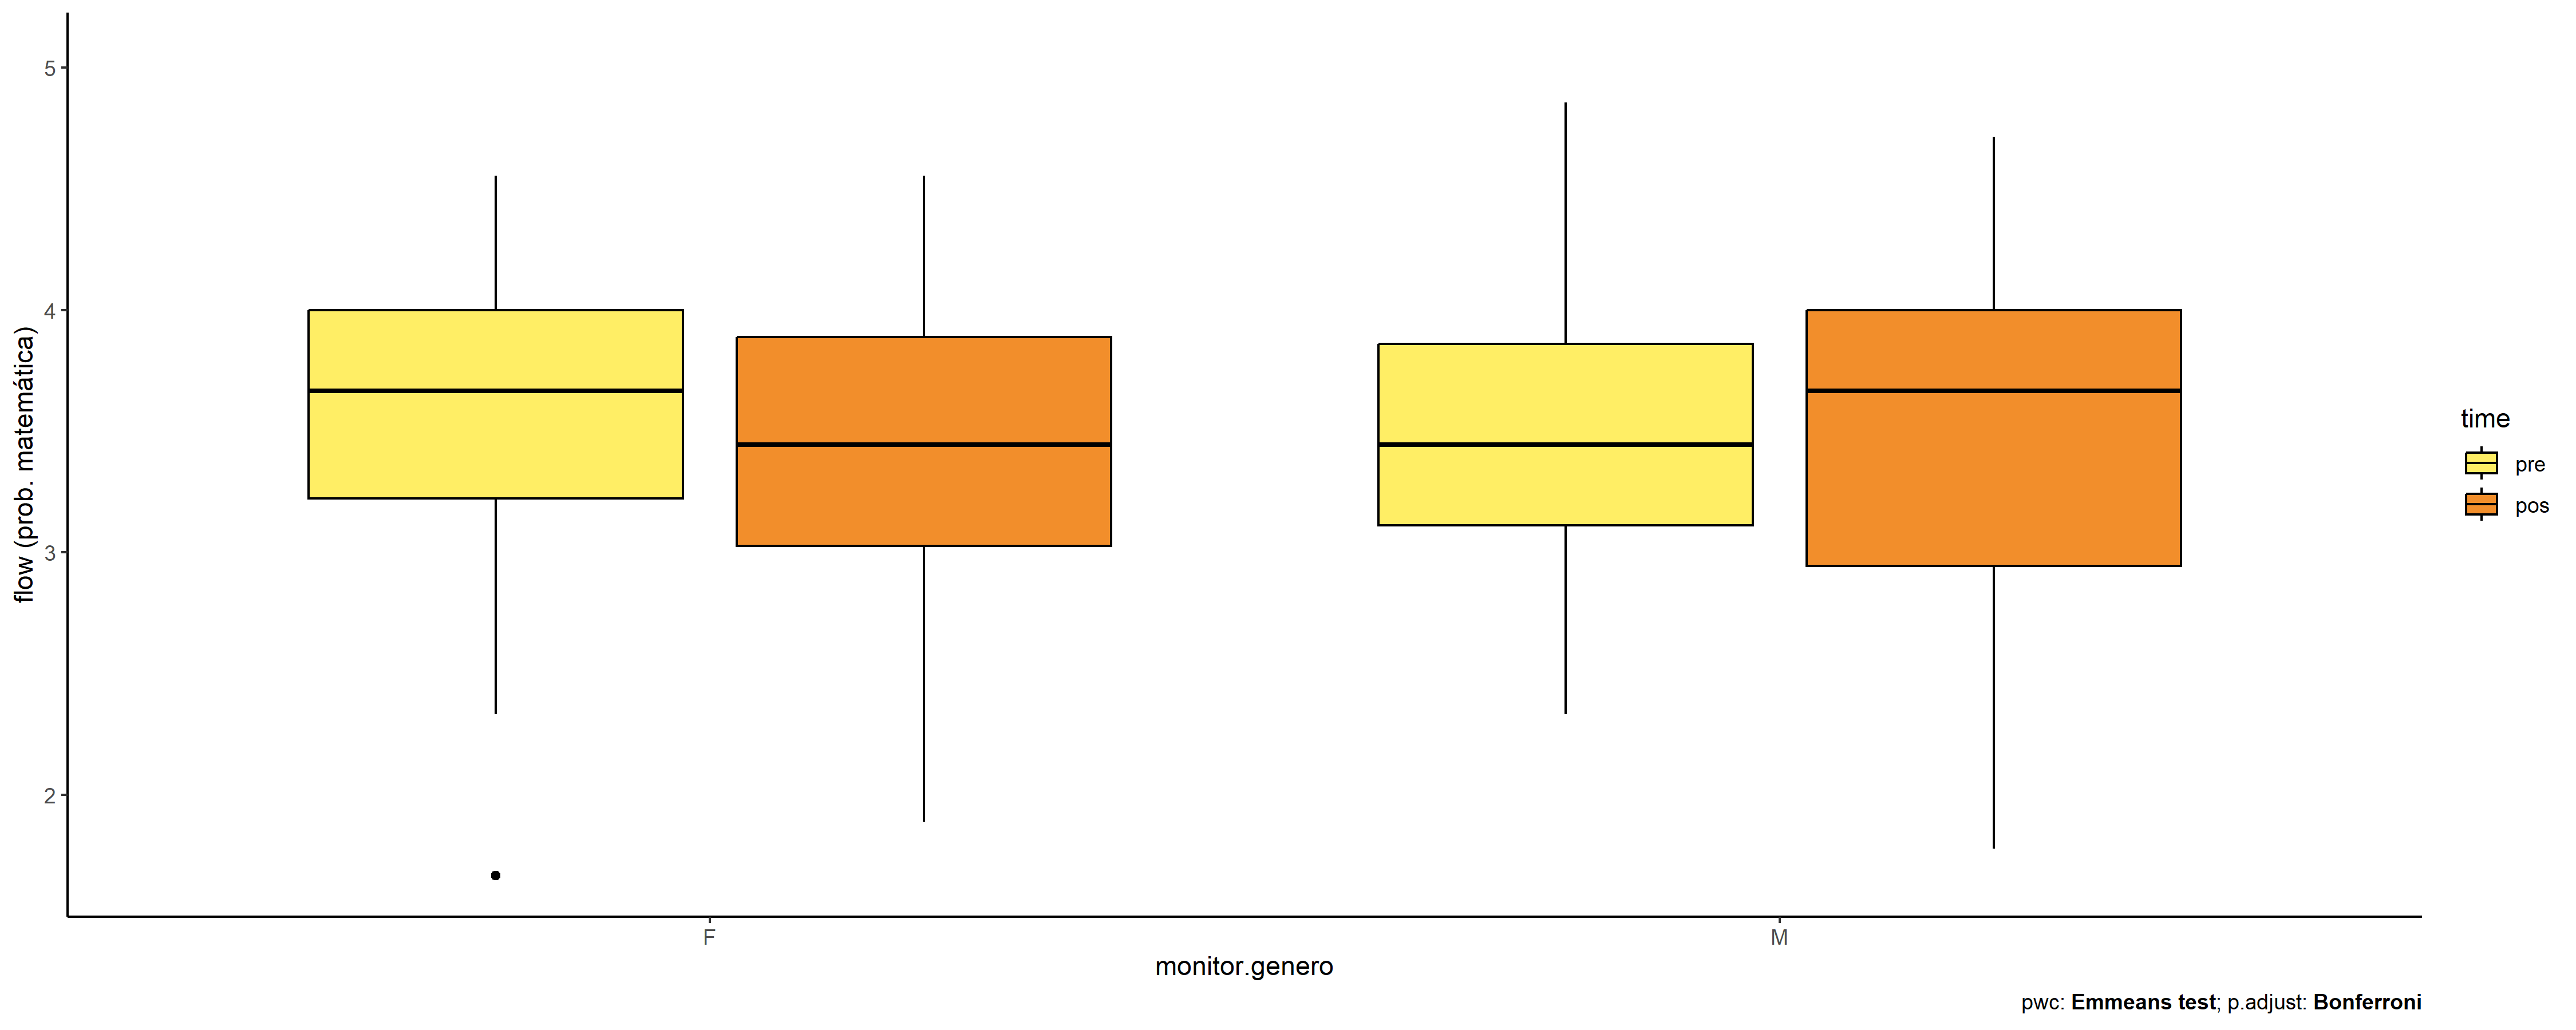 flow (prob. matemática)
5
4
3
2
F
M
monitor.genero
time
pre
pos
pwc: Emmeans test; p.adjust: Bonferroni